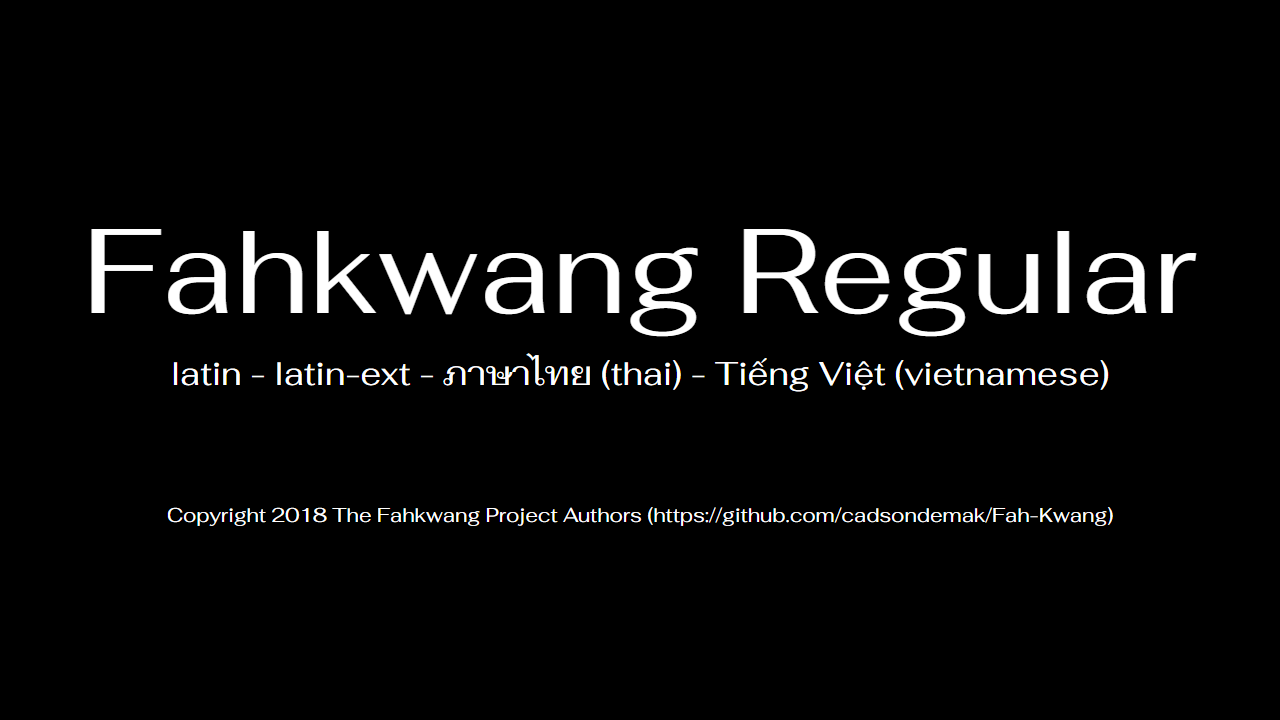 Fahkwang Regular
latin - latin-ext - ภาษาไทย (thai) - Tiếng Việt (vietnamese)
Copyright 2018 The Fahkwang Project Authors (https://github.com/cadsondemak/Fah-Kwang)